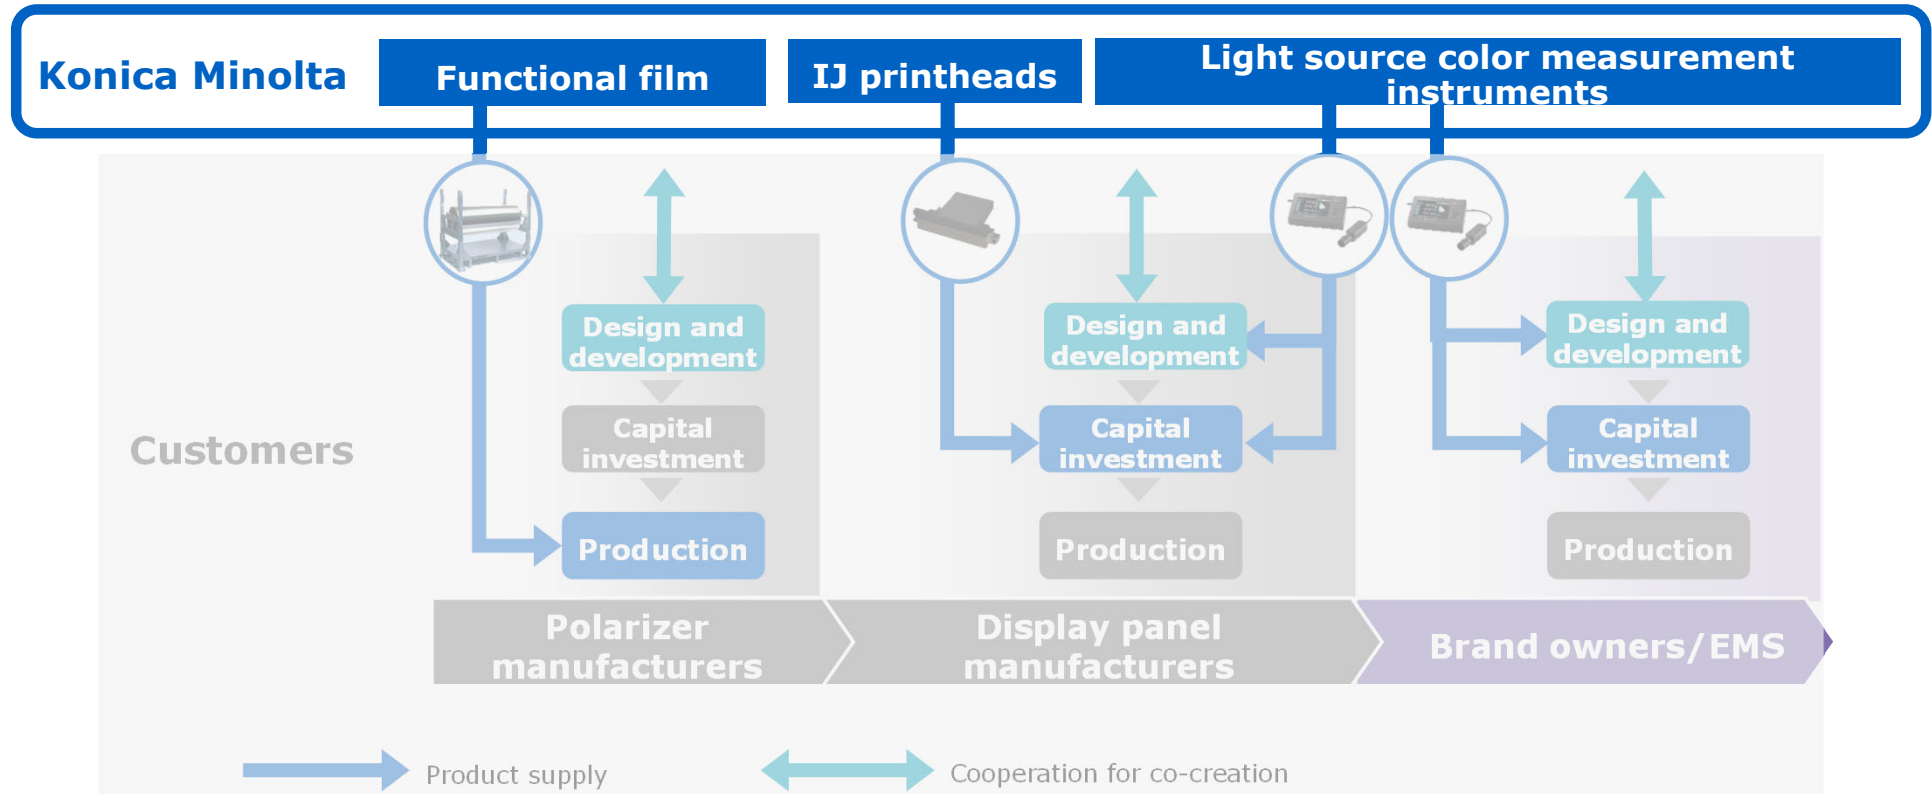 Konica Minolta
Functional film
IJ printheads
Light source color measurement
instruments
Customers
Design and
development
Capital
investment
Production
Design and
development
Capital
investment
Production
Design and
development
Capital
investment
Production
Polarizer
manufacturers
Display panel
manufacturers
Brand owners/EMS
Product supply
Cooperation for co-creation